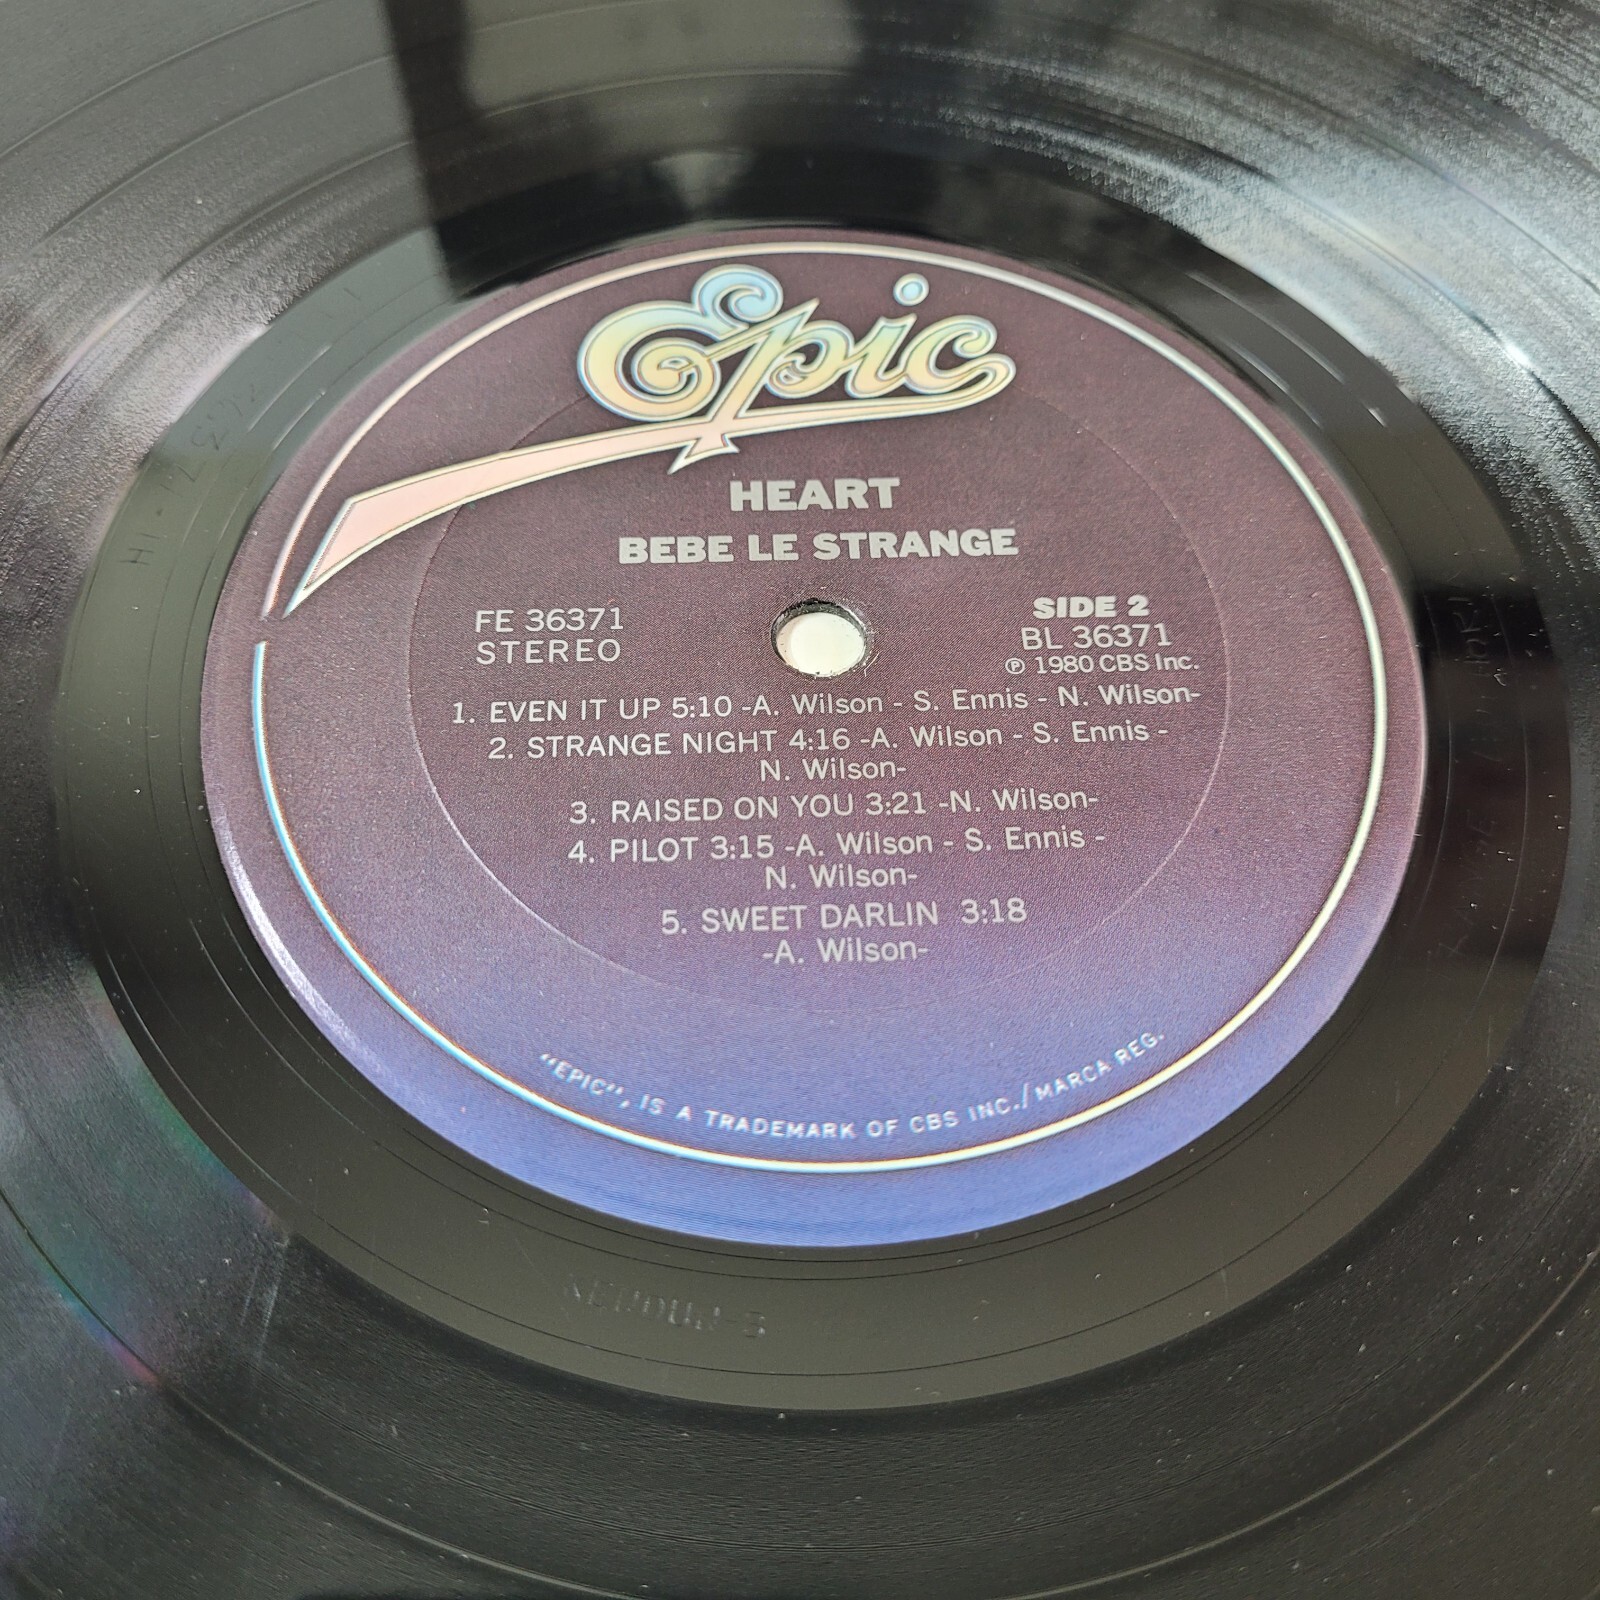 Epic
HEART
BEBE LE STRANGE
FE 36371
STEREO
SIDE 2
BL 36371
℗ 1980 CBS Inc.
1. EVEN IT UP 5:10 -A. Wilson - S. Ennis - N. Wilson-
2. STRANGE NIGHT 4:16 -A. Wilson - S. Ennis -
N. Wilson-
3. RAISED ON YOU 3:21 -N. Wilson-
4. PILOT 3:15 -A. Wilson - S. Ennis -
N. Wilson-
5. SWEET DARLIN 3:18
-A. Wilson-
"EPIC", IS A TRADEMARK OF CBS INC./MARCA REG.